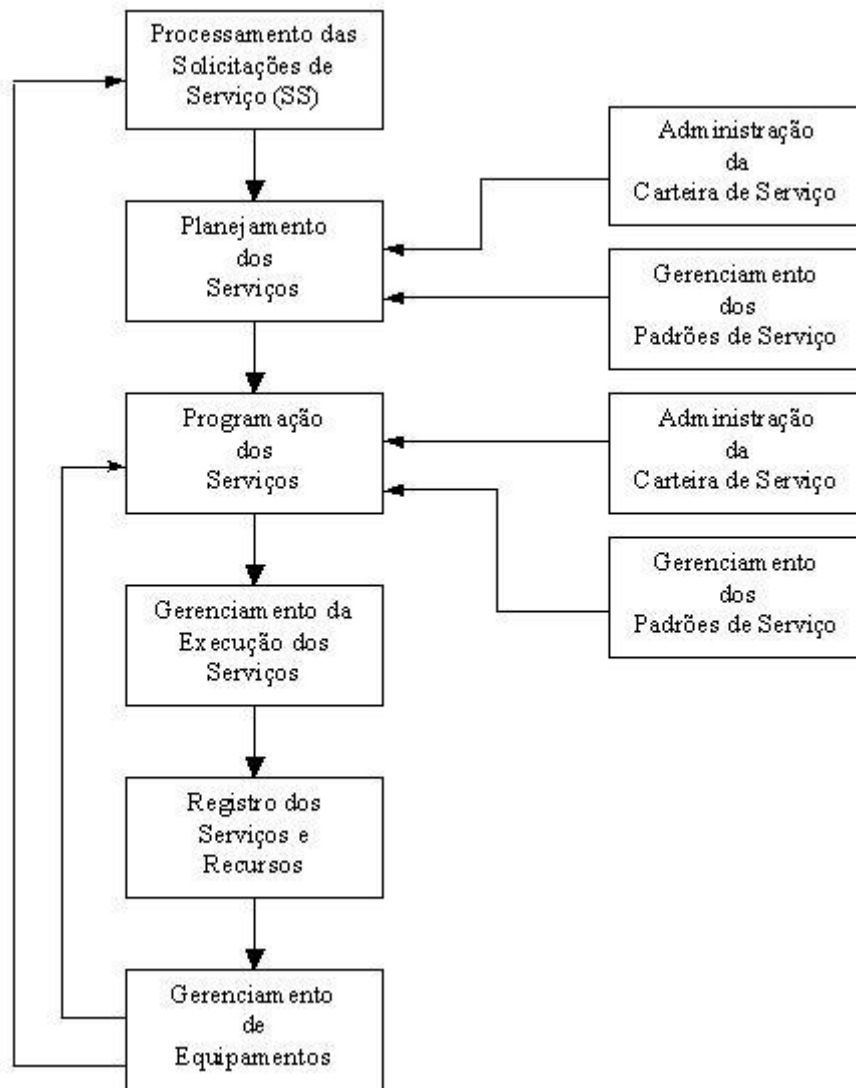 Processamento das
Solicitações de
Serviço (SS)
Planejamento
dos
Serviços
Programação
dos
Serviços
Gerenciamento da
Execução dos
Serviços
Registro dos
Serviços e
Recursos
Gerenciamento
de
Equipamentos
Administração
da
Carteira de Serviço
Gerenciamento
dos
Padrões de Serviço
Administração
da
Carteira de Serviço
Gerenciamento
dos
Padrões de Serviço